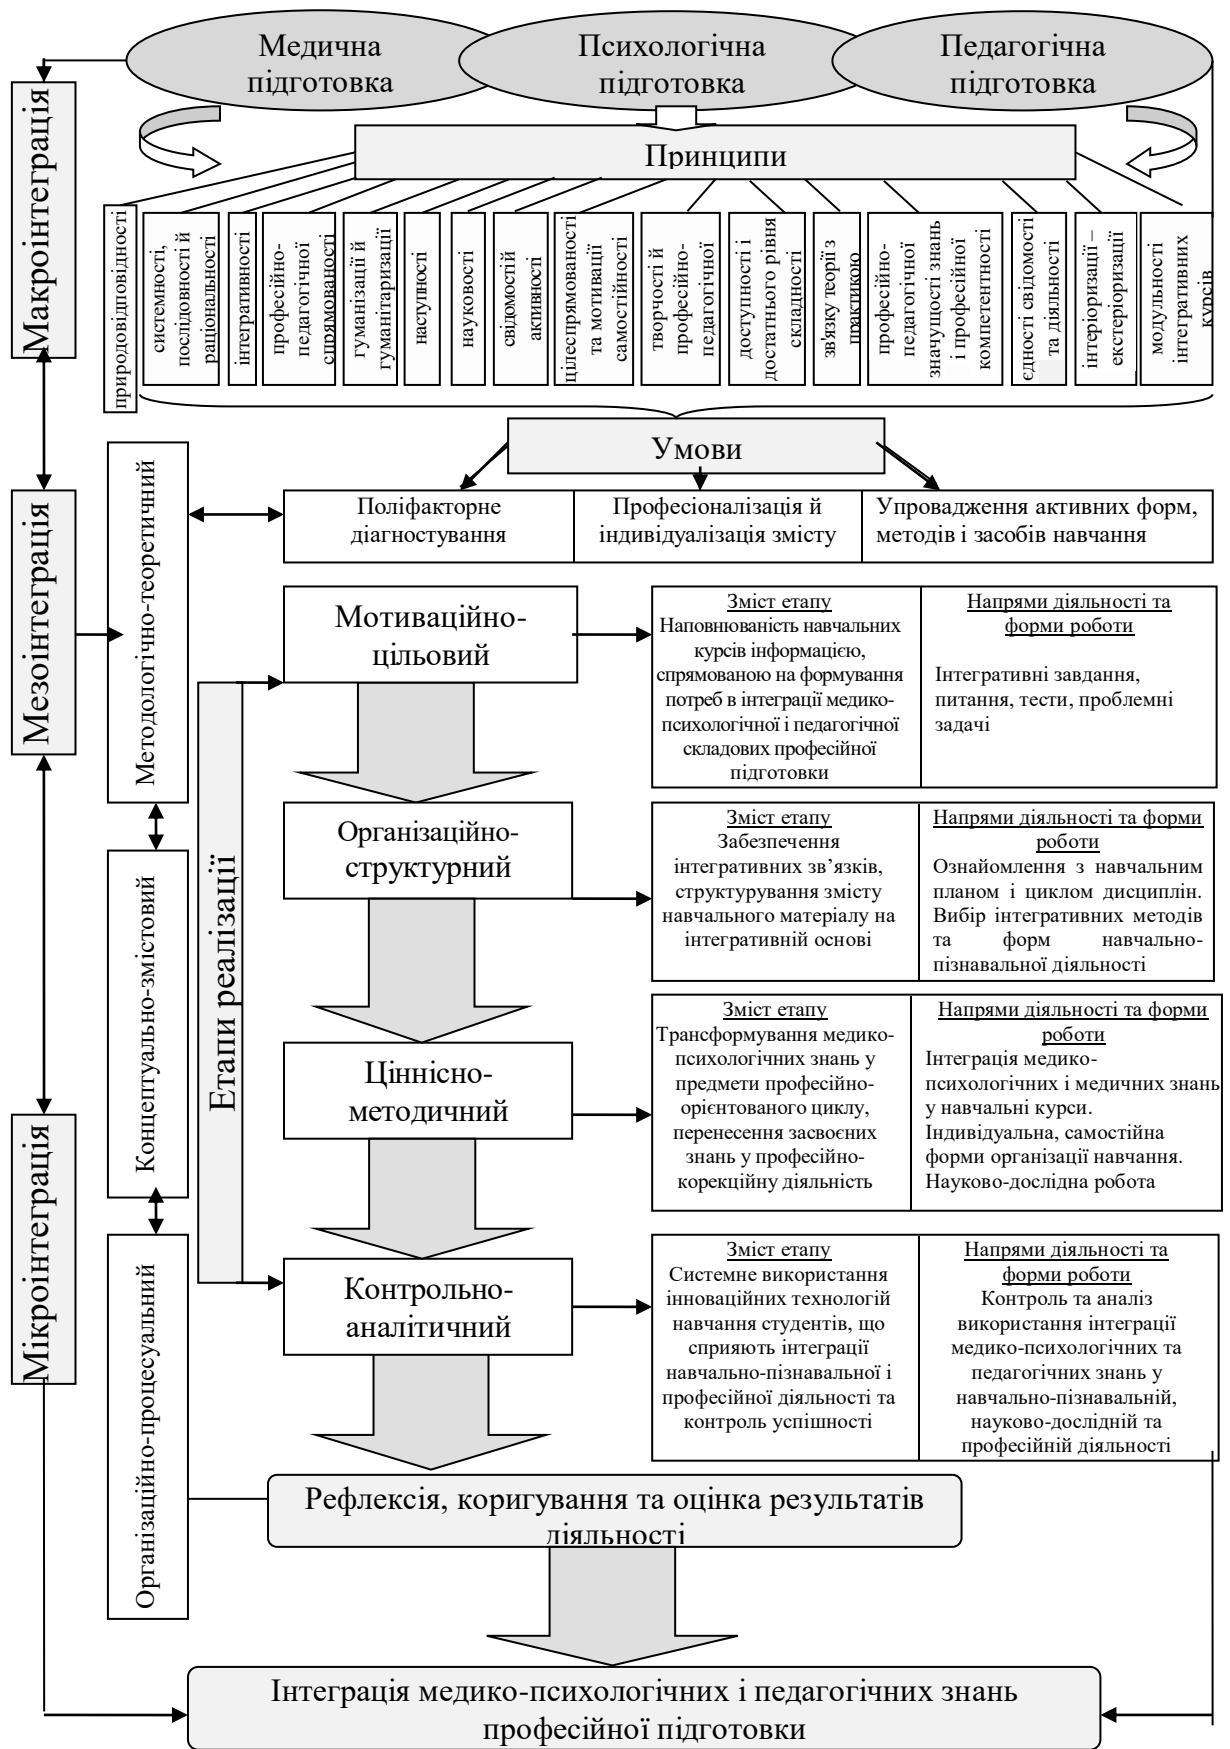 Медична
підготовка
Психологічна
підготовка
Педагогічна
підготовка
Макроінтеграція
Принципи
природовідповідності
системності,
послідовності й
раціональності
інтегративності
професійно-
педагогічної
спрямованості
гуманізації й
гуманітаризації
наступності
науковості
свідомостій
активності
цілеспрямованості
та мотивації
самостійності
творчості й
професійно-
педагогічної
доступності і
достатнього рівня
складності
зв'язку теорії з
практикою
професійно-
педагогічної
значущості знань
і професійної
компетентності
єдності свідомості
та діяльності
інтеріоризації –
екстеріоризації
модульності
інтегративних
курсів
Умови
Поліфакторне
діагностування
Професіоналізація й
індивідуалізація змісту
Упровадження активних форм,
методів і засобів навчання
Мезоінтеграція
Методологічно-теоретичний
Мотиваційно-
цільовий
Зміст етапу
Наповнюваність навчальних
курсів інформацією,
спрямованою на формування
потреб в інтеграції медико-
психологічної і педагогічної
складових професійної
підготовки
Напрями діяльності та
форми роботи
Інтегративні завдання,
питання, тести, проблемні
задачі
Етапи реалізації
Організаційно-
структурний
Зміст етапу
Забезпечення
інтегративних зв’язків,
структурування змісту
навчального матеріалу на
інтегративній основі
Напрями діяльності та форми
роботи
Ознайомлення з навчальним
планом і циклом дисциплін.
Вибір інтегративних методів
та форм навчально-
пізнавальної діяльності
Концептуально-змістовий
Ціннісно-
методичний
Зміст етапу
Трансформування медико-
психологічних знань у
предмети професійно-
орієнтованого циклу,
перенесення засвоєних
знань у професійно-
корекційну діяльність
Напрями діяльності та форми
роботи
Інтеграція медико-
психологічних і медичних знань
у навчальні курси.
Індивідуальна, самостійна
форми організації навчання.
Науково-дослідна робота
Мікроінтеграція
Організаційно-процесуальний
Контрольно-
аналітичний
Зміст етапу
Системне використання
інноваційних технологій
навчання студентів, що
сприяють інтеграції
навчально-пізнавальної і
професійної діяльності та
контроль успішності
Напрями діяльності та
форми роботи
Контроль та аналіз
використання інтеграції
медико-психологічних та
педагогічних знань у
навчально-пізнавальній,
науково-дослідній та
професійній діяльності
Рефлексія, коригування та оцінка результатів
діяльності
Інтеграція медико-психологічних і педагогічних знань
професійної підготовки